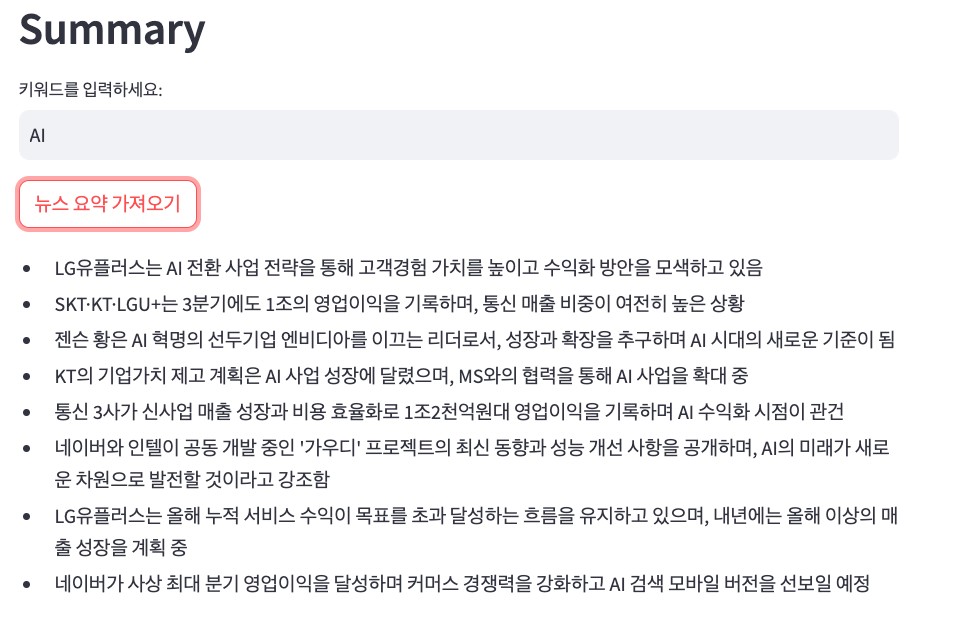 Summary
키워드를 입력하세요:
AI
뉴스 요약 가져오기
• LG유플러스는 AI 전환 사업 전략을 통해 고객경험 가치를 높이고 수익화 방안을 모색하고 있음
• SKT·KT·LGU+는 3분기에도 1조의 영업이익을 기록하며, 통신 매출 비중이 여전히 높은 상황
• 젠슨 황은 AI 혁명의 선두기업 엔비디아를 이끄는 리더로서, 성장과 확장을 추구하며 AI 시대의 새로운 기준이 됨
• KT의 기업가치 제고 계획은 AI 사업 성장에 달렸으며, MS와의 협력을 통해 AI 사업을 확대 중
• 통신 3사가 신사업 매출 성장과 비용 효율화로 1조2천억원대 영업이익을 기록하며 AI 수익화 시점이 관건
• 네이버와 인텔이 공동 개발 중인 '가우디' 프로젝트의 최신 동향과 성능 개선 사항을 공개하며, AI의 미래가 새로
운 차원으로 발전할 것이라고 강조함
• LG유플러스는 올해 누적 서비스 수익이 목표를 초과 달성하는 흐름을 유지하고 있으며, 내년에는 올해 이상의 매
출 성장을 계획 중
• 네이버가 사상 최대 분기 영업이익을 달성하며 커머스 경쟁력을 강화하고 AI 검색 모바일 버전을 선보일 예정